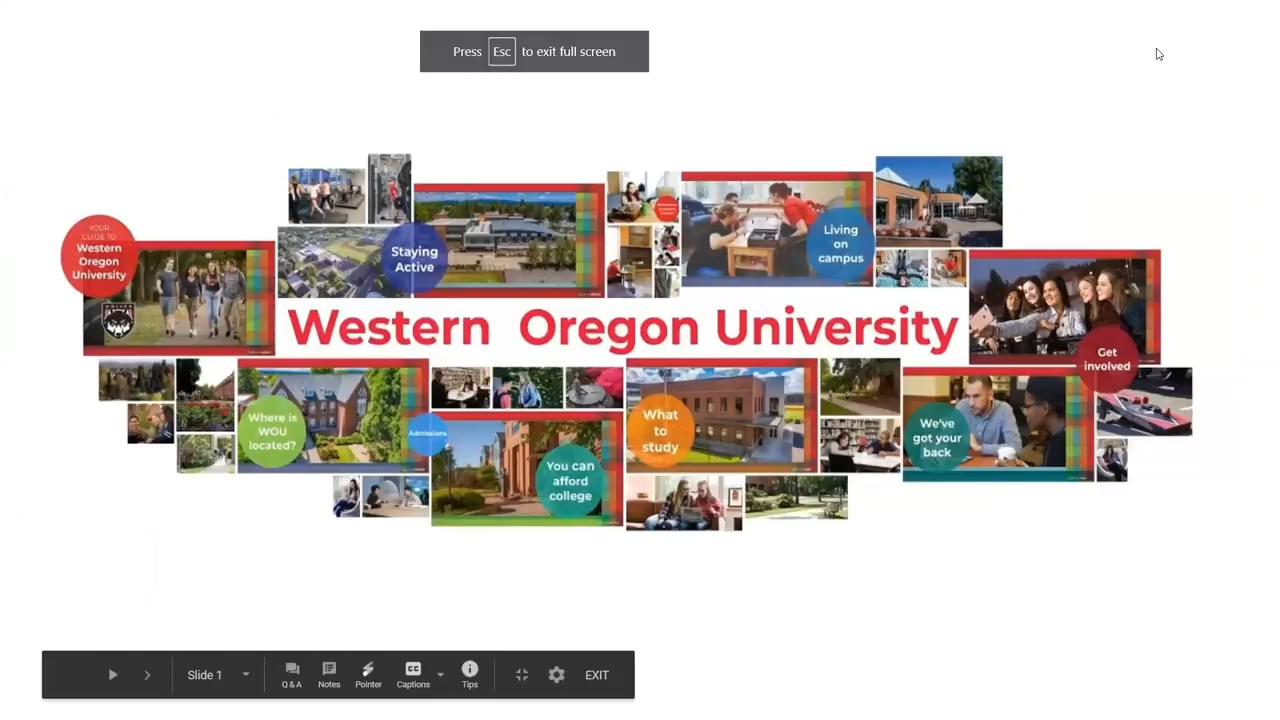 Press Esc to exit full screen
YOUR
GUIDE TO
Western
Oregon
University
WOLVES
Staying
Active
Living
on
campus
Western Oregon University
Get
involved
Where is
WOU
located?
Admissions
You can
afford
college
What
to
study
We've
got your
back
Slide 1
Q & A
Notes
Pointer
CC
Captions
Tips
EXIT